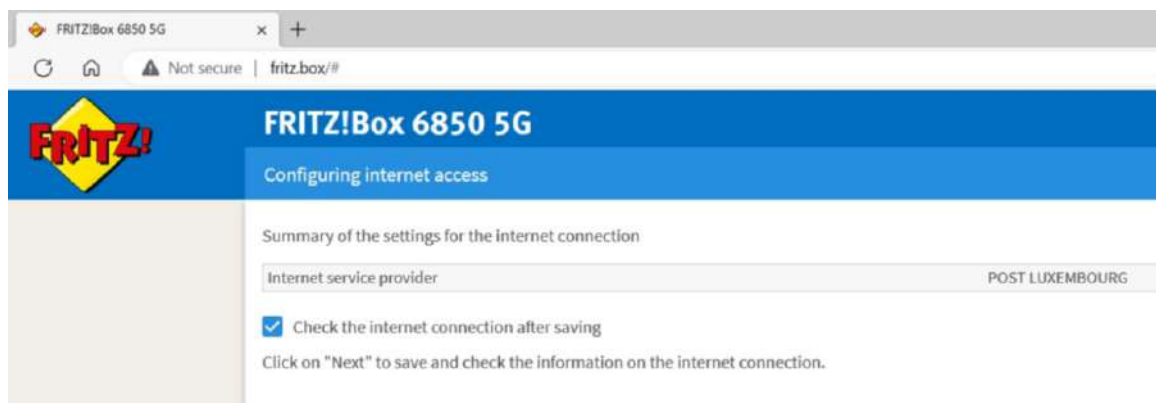 FRITZ!Box 6850 5G
Not secure | fritz.box/#
FRITZ!
FRITZ!Box 6850 5G
Configuring internet access
Summary of the settings for the internet connection
Internet service provider POST LUXEMBOURG
Check the internet connection after saving
Click on "Next" to save and check the information on the internet connection.